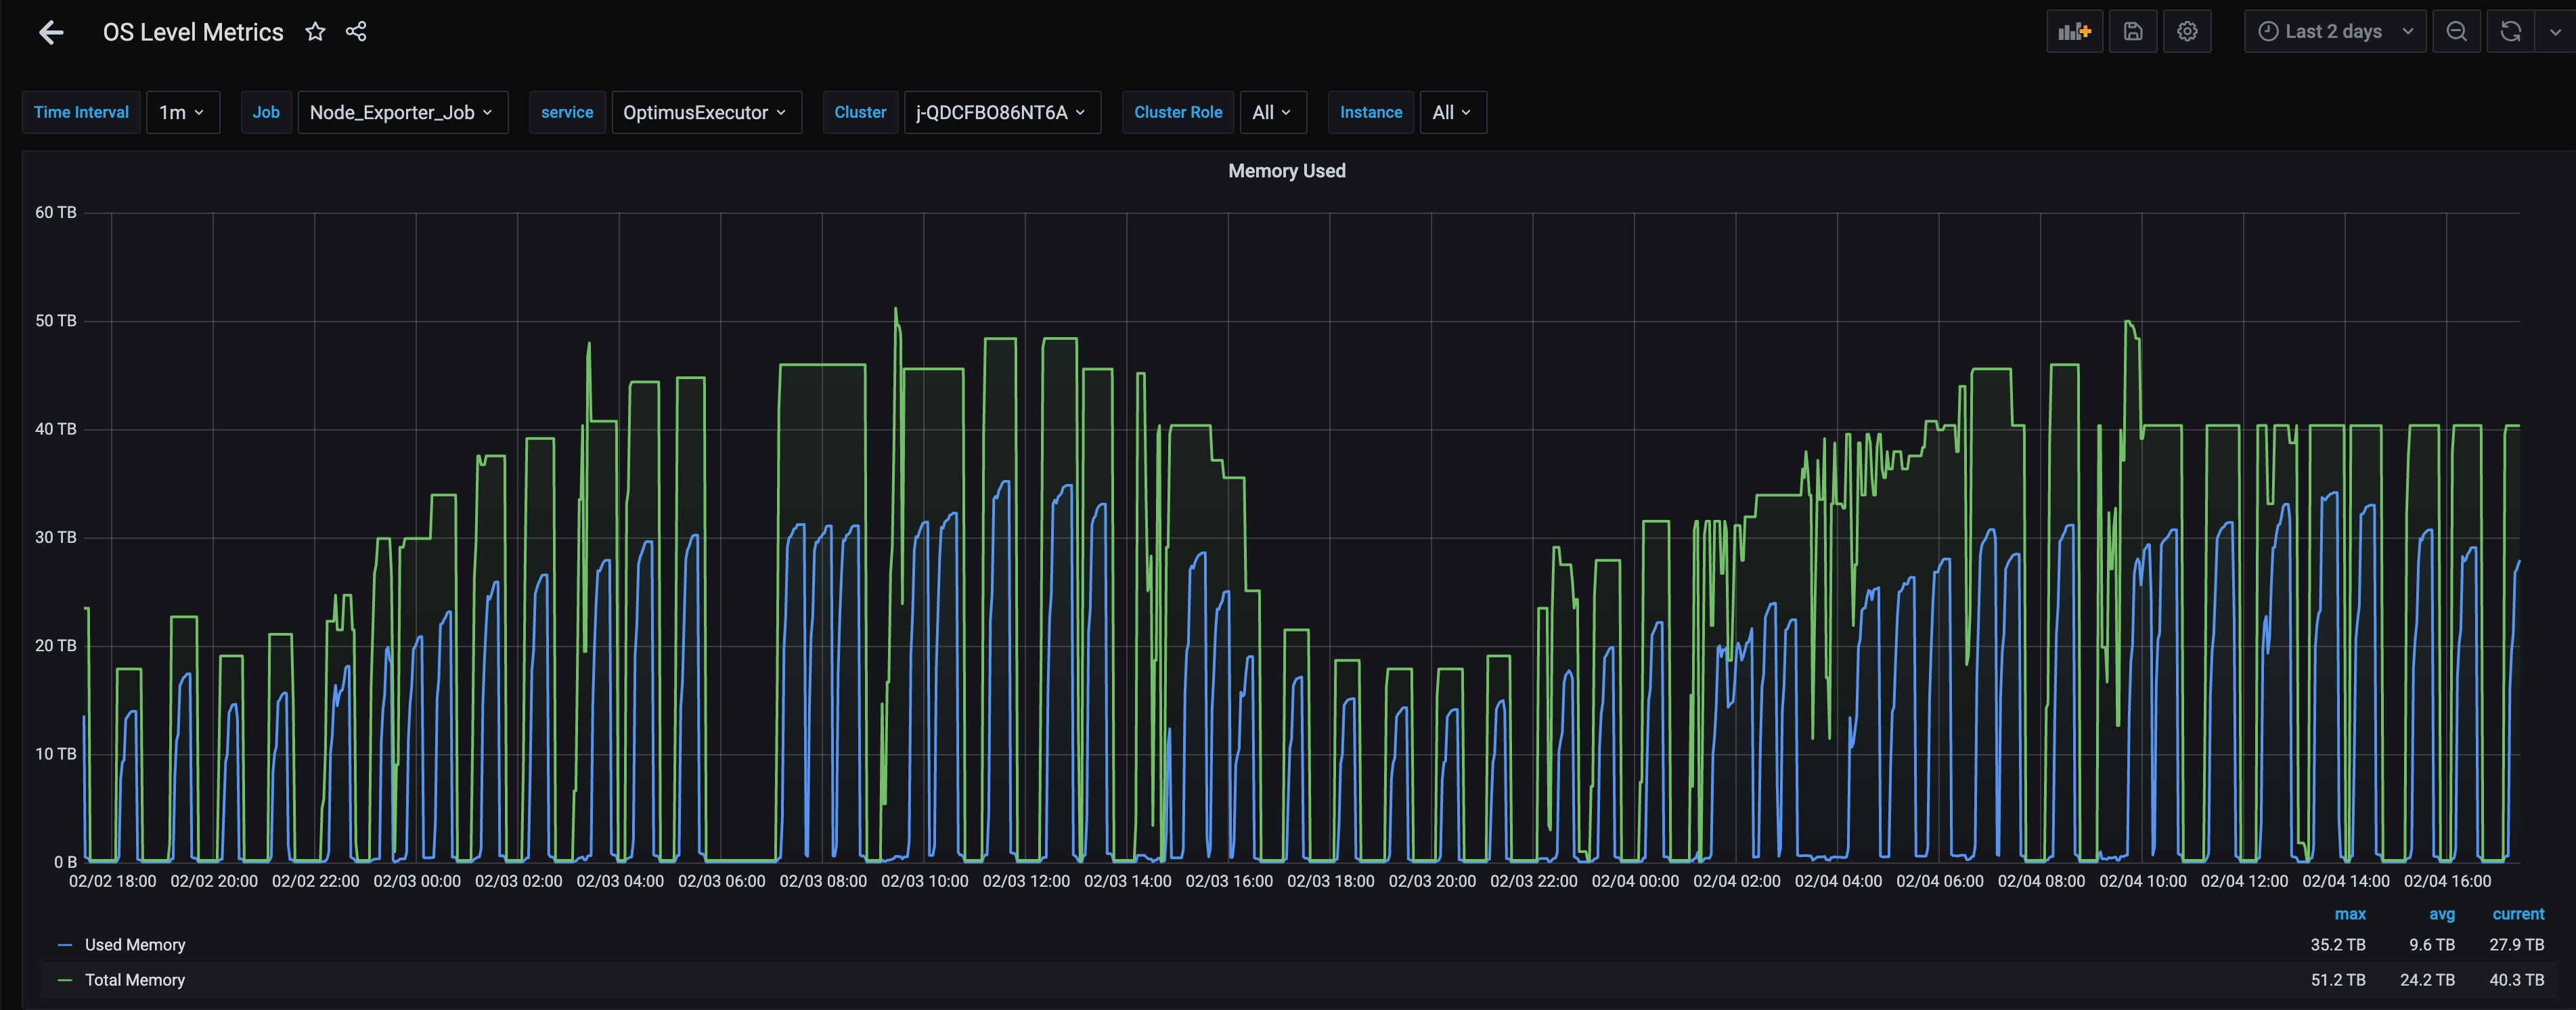 OS Level Metrics
Last 2 days
Time Interval 1m Job Node_Exporter_Job service OptimusExecutor Cluster j-QDCFBO86NT6A Cluster Role All Instance All
Memory Used
60 TB
50 TB
40 TB
30 TB
20 TB
10 TB
0 B
02/02 18:00 02/02 20:00 02/02 22:00 02/03 00:00 02/03 02:00 02/03 04:00 02/03 06:00 02/03 08:00 02/03 10:00 02/03 12:00 02/03 14:00 02/03 16:00 02/03 18:00 02/03 20:00 02/03 22:00 02/04 00:00 02/04 02:00 02/04 04:00 02/04 06:00 02/04 08:00 02/04 10:00 02/04 12:00 02/04 14:00 02/04 16:00
max avg current
Used Memory 35.2 TB 9.6 TB 27.9 TB
Total Memory 51.2 TB 24.2 TB 40.3 TB